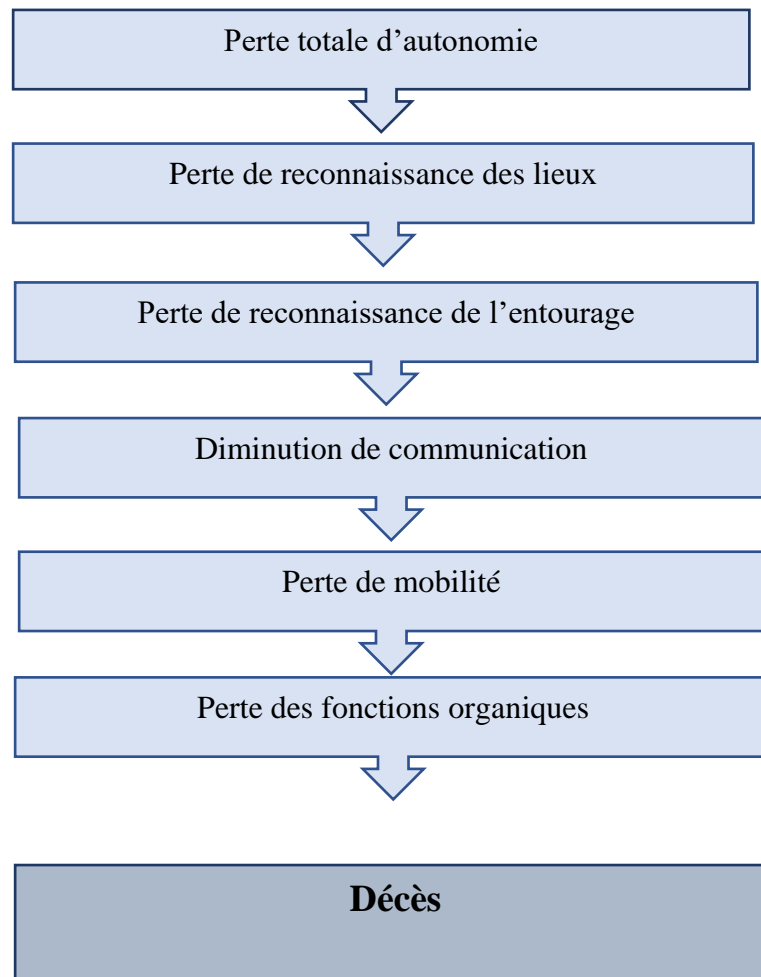 Perte totale d’autonomie
Perte de reconnaissance des lieux
Perte de reconnaissance de l’entourage
Diminution de communication
Perte de mobilité
Perte des fonctions organiques
Décès